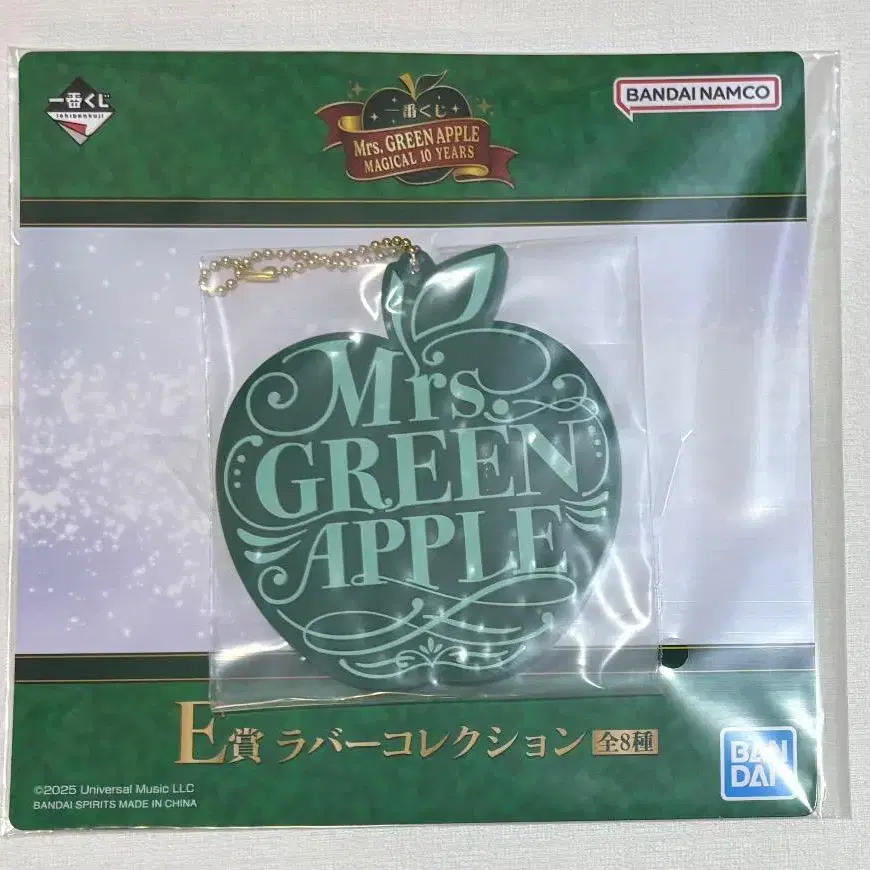 一番くじ
ichibankuji
一番くじ
Mrs. GREEN APPLE
MAGICAL 10 YEARS
BANDAI NAMCO
Mrs.
GREEN
APPLE
E賞 ラバーコレクション 全8種
©2025 Universal Music LLC
BANDAI SPIRITS MADE IN CHINA
BAN
DAI